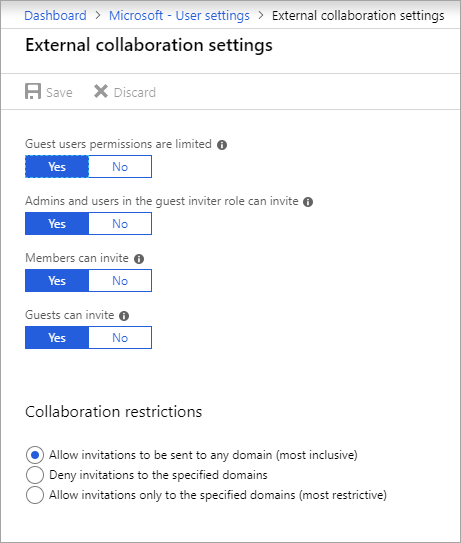 Dashboard > Microsoft - User settings > External collaboration settings
External collaboration settings
Save Discard
Guest users permissions are limited
Yes No
Admins and users in the guest inviter role can invite
Yes No
Members can invite
Yes No
Guests can invite
Yes No
Collaboration restrictions
Allow invitations to be sent to any domain (most inclusive)
Deny invitations to the specified domains
Allow invitations only to the specified domains (most restrictive)